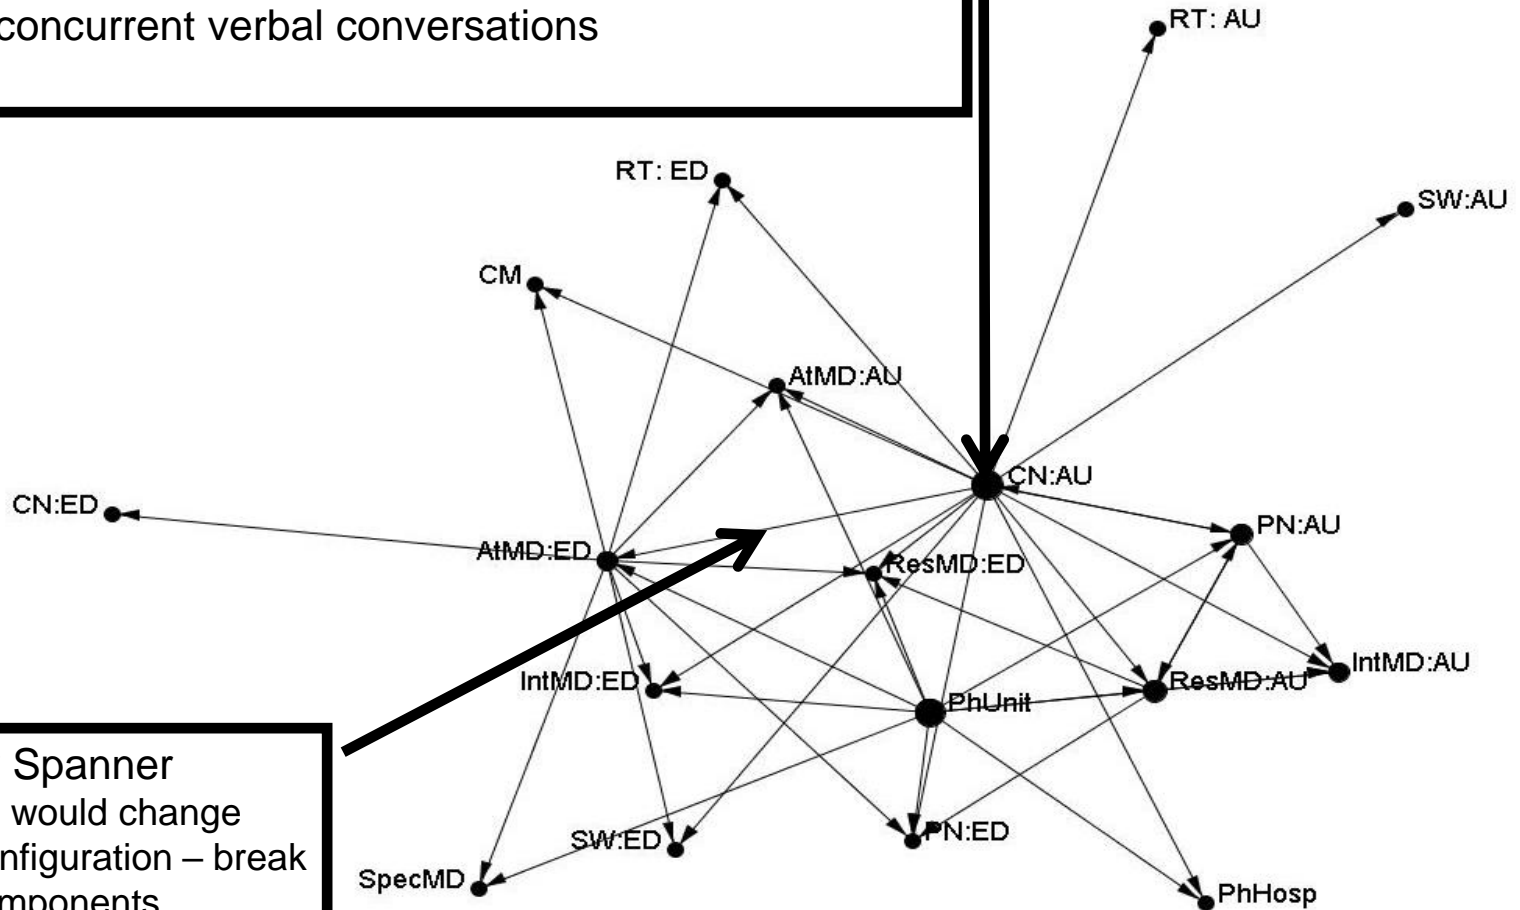 concurrent verbal conversations
RT: AU
RT: ED
SW:AU
CM
AtMD:AU
CN:AU
CN:ED
PN:AU
AtMD:ED
ResMD:ED
IntMD:AU
IntMD:ED
ResMD:AU
PhUnit
Spanner
would change
nfiguration – break
mponents
SW:ED
PN:ED
SpecMD
PhHosp